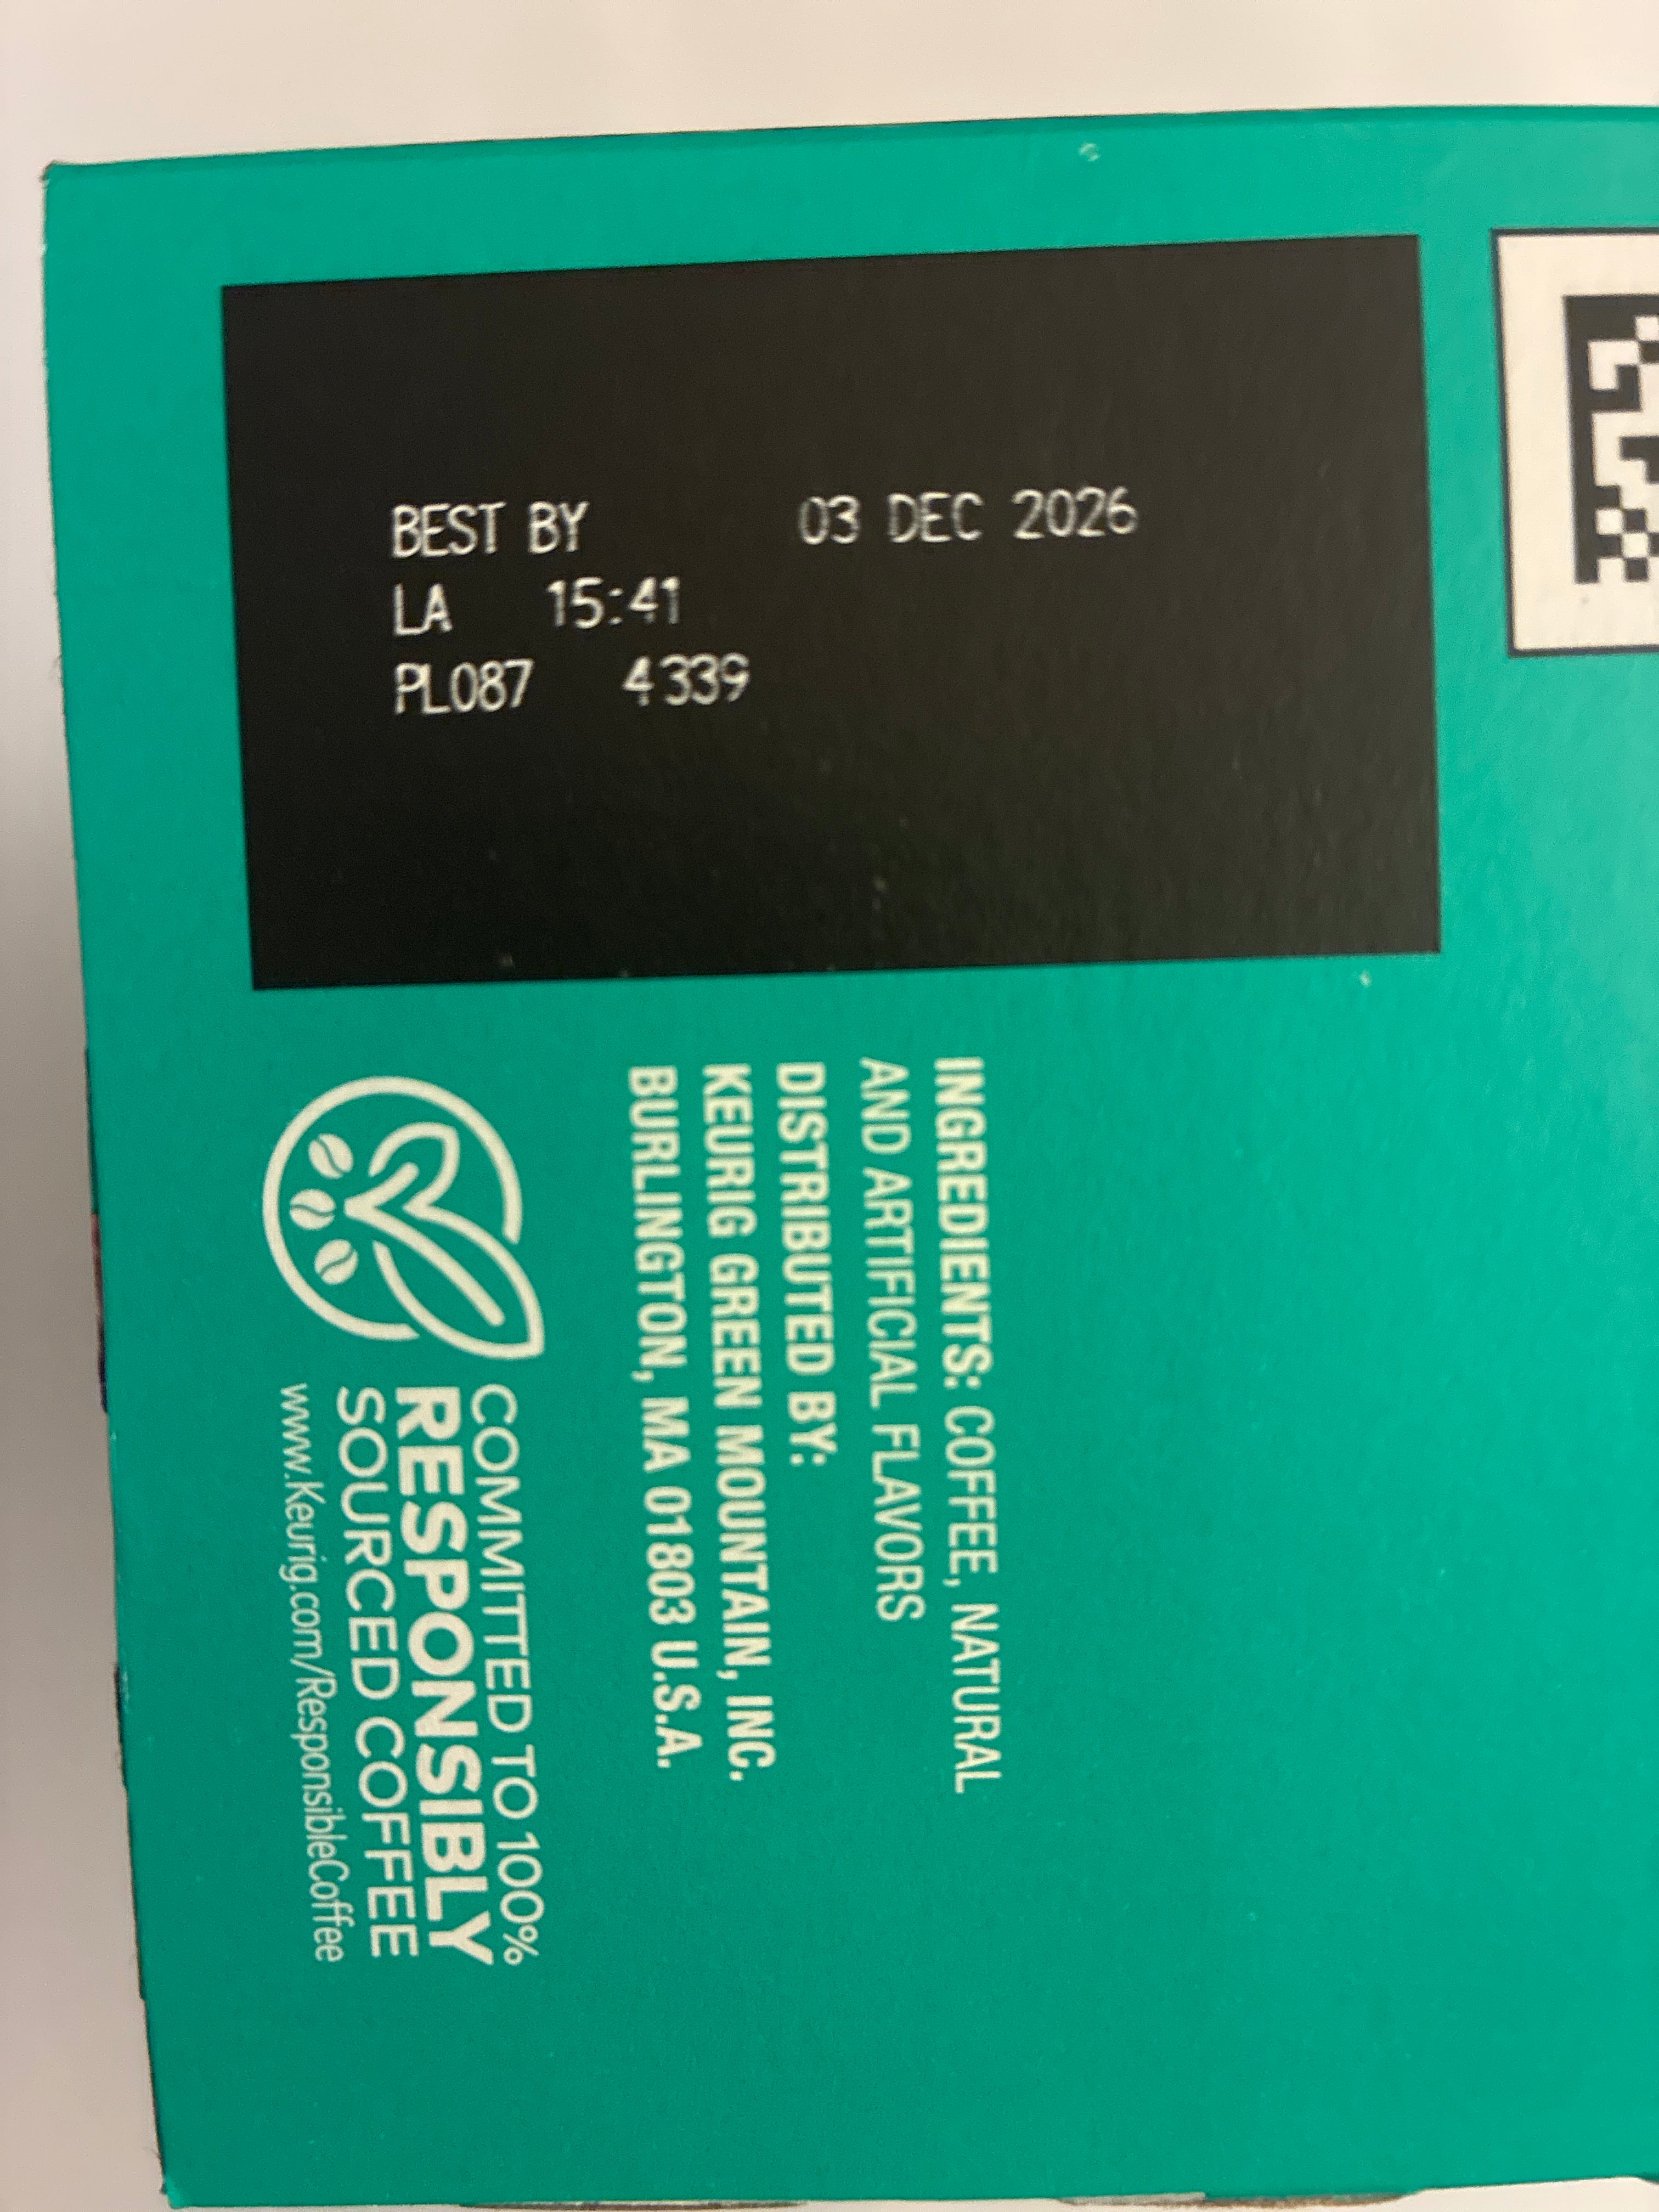 BEST BY 03 DEC 2026
LA 15:41
PL087 4339
INGREDIENTS: COFFEE, NATURAL
AND ARTIFICIAL FLAVORS
DISTRIBUTED BY:
KEURIG GREEN MOUNTAIN, INC.
BURLINGTON, MA 01803 U.S.A.
COMMITTED TO 100%
RESPONSIBLY
SOURCED COFFEE
www.Keurig.com/ResponsibleCoffee